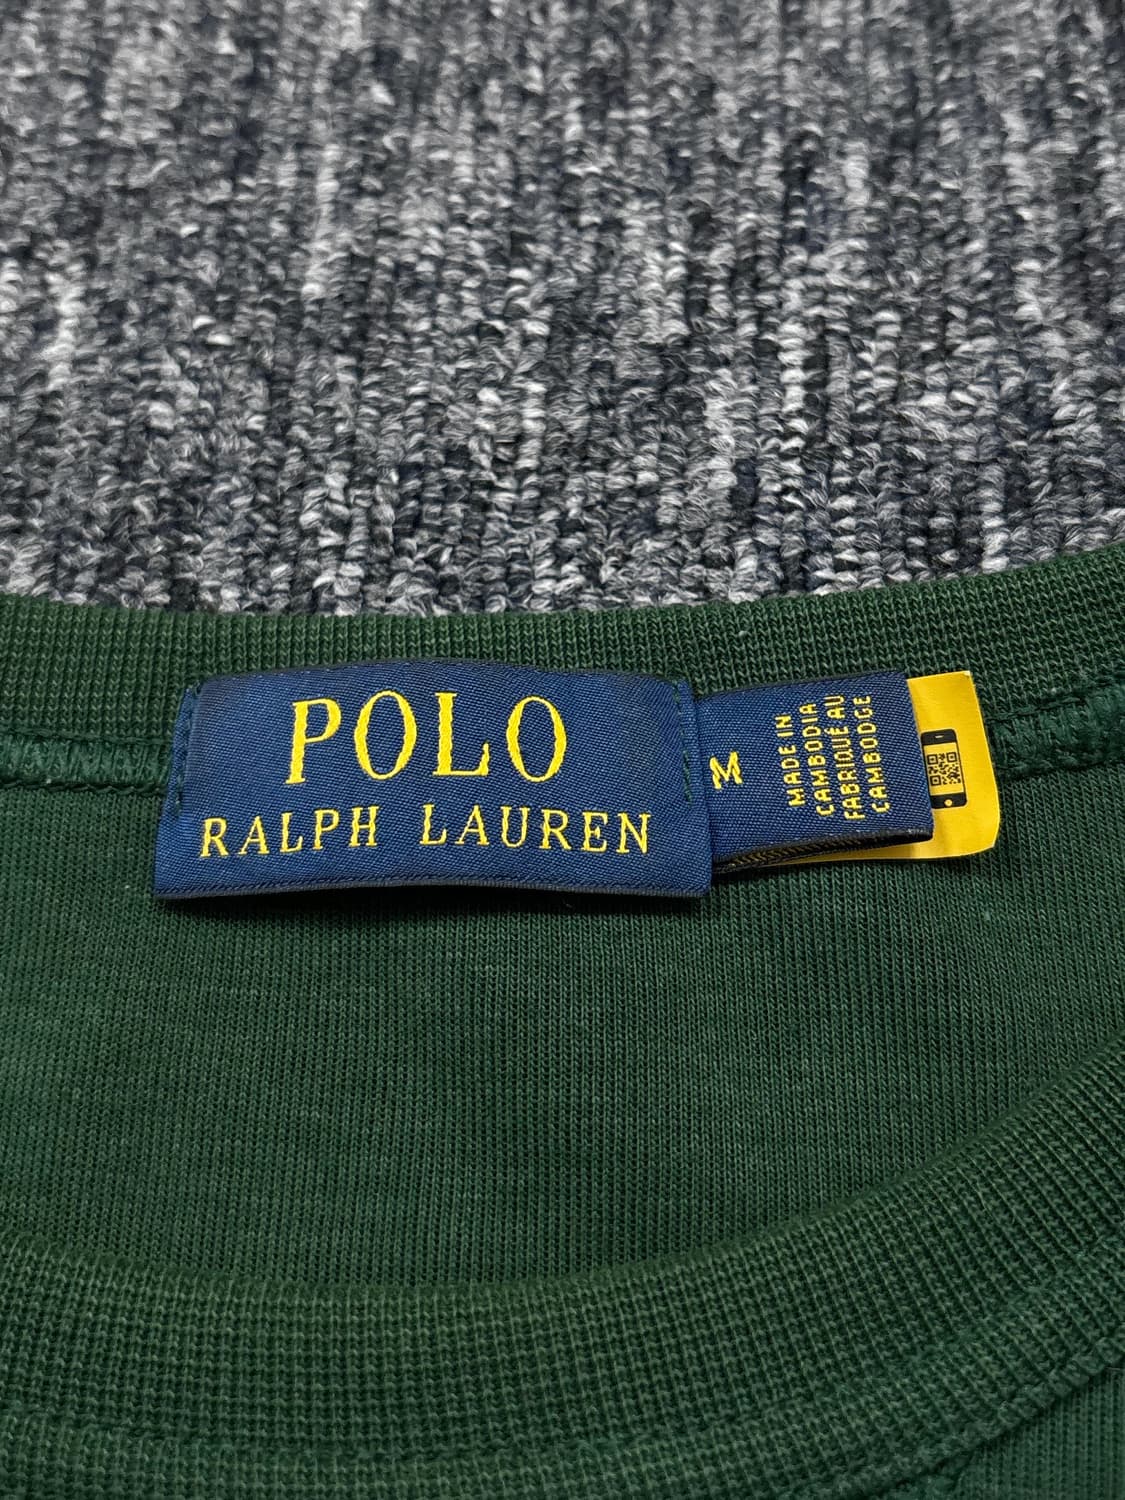 POLO
RALPH LAUREN
M
MADE IN
CAMBODIA
FABRIQUÉ AU
CAMBODGE